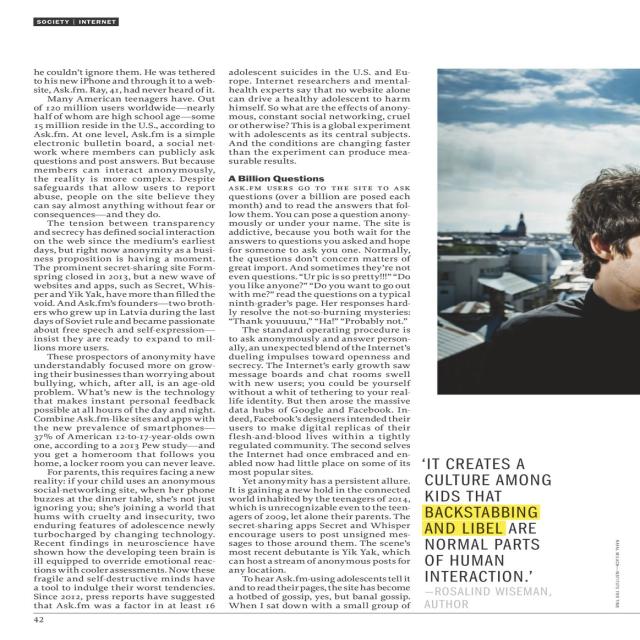 SOCIETY | INTERNET
he couldn't ignore them. He was tethered
to his new iPhone and through it to a web-
site, Ask.fm. Ray, 41, had never heard of it.
Many American teenagers have. Out
of 120 million users worldwide—nearly
half of whom are high school age—some
15 million reside in the U.S., according to
Ask.fm. At one level, Ask.fm is a simple
electronic bulletin board, a social net-
work where members can publicly ask
questions and post answers. But because
members can interact anonymously,
the reality is more complex. Despite
safeguards that allow users to report
abuse, people on the site believe they
can say almost anything without fear or
consequences—and they do.
The tension between transparency
and secrecy has defined social interaction
on the web since the medium's earliest
days, but right now anonymity as a busi-
ness proposition is having a moment.
The prominent secret-sharing site Form-
spring closed in 2013, but a new wave of
websites and apps, such as Secret, Whis-
per and Yik Yak, have more than filled the
void. And Ask.fm's founders—two broth-
ers who grew up in Latvia during the last
days of Soviet rule and became passionate
about free speech and self-expression—
insist they are ready to expand to mil-
lions more users.
These prospectors of anonymity have
understandably focused more on grow-
ing their businesses than worrying about
bullying, which, after all, is an age-old
problem. What's new is the technology
that makes instant personal feedback
possible at all hours of the day and night.
Combine Ask.fm-like sites and apps with
the new prevalence of smartphones—
37% of American 12-to-17-year-olds own
one, according to a 2013 Pew study—and
you get a homeroom that follows you
home, a locker room you can never leave.
For parents, this requires facing a new
reality: if your child uses an anonymous
social-networking site, when her phone
buzzes at the dinner table, she's not just
ignoring you; she's joining a world that
hums with cruelty and insecurity, two
enduring features of adolescence newly
turbocharged by changing technology.
Recent findings in neuroscience have
shown how the developing teen brain is
ill equipped to override emotional reac-
tions with cooler assessments. Now these
fragile and self-destructive minds have
a tool to indulge their worst tendencies.
Since 2012, press reports have suggested
that Ask.fm was a factor in at least 16
adolescent suicides in the U.S. and Eu-
rope. Internet researchers and mental-
health experts say that no website alone
can drive a healthy adolescent to harm
himself. So what are the effects of anony-
mous, constant social networking, cruel
or otherwise? This is a global experiment
with adolescents as its central subjects.
And the conditions are changing faster
than the experiment can produce mea-
surable results.
A Billion Questions
ASK.FM USERS GO TO THE SITE TO ASK
questions (over a billion are posed each
month) and to read the answers that fol-
low them. You can pose a question anony-
mously or under your name. The site is
addictive, because you both wait for the
answers to questions you asked and hope
for someone to ask you one. Normally,
the questions don't concern matters of
great import. And sometimes they're not
even questions. "Ur pic is so pretty!!!" "Do
you like anyone?" "Do you want to go out
with me?" read the questions on a typical
ninth-grader's page. Her responses hard-
ly resolve the not-so-burning mysteries:
"Thank youuuuu," "Ha!" "Probably not."
The standard operating procedure is
to ask anonymously and answer person-
ally, an unexpected blend of the Internet's
dueling impulses toward openness and
secrecy. The Internet's early growth saw
message boards and chat rooms swell
with new users; you could be yourself
without a whit of tethering to your real-
life identity. But then arose the massive
data hubs of Google and Facebook. In-
deed, Facebook's designers intended their
users to make digital replicas of their
flesh-and-blood lives within a tightly
regulated community. The second selves
the Internet had once embraced and en-
abled now had little place on some of its
most popular sites.
Yet anonymity has a persistent allure.
It is gaining a new hold in the connected
world inhabited by the teenagers of 2014,
which is unrecognizable even to the teen-
agers of 2009, let alone their parents. The
secret-sharing apps Secret and Whisper
encourage users to post unsigned mes-
sages to those around them. The scene's
most recent debutante is Yik Yak, which
can host a stream of anonymous posts for
any location.
To hear Ask.fm-using adolescents tell it
and to read their pages, the site has become
a hotbed of gossip, yes, but banal gossip.
When I sat down with a small group of
'IT CREATES A
CULTURE AMONG
KIDS THAT
BACKSTABBING
AND LIBEL ARE
NORMAL PARTS
OF HUMAN
INTERACTION.'
—ROSALIND WISEMAN,
AUTHOR
42